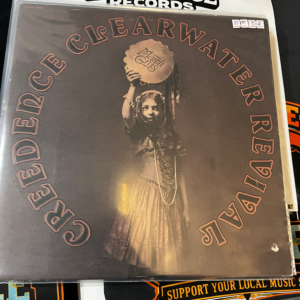 RECORDS
CREEDENCE CLEARWATER REVIVAL
SUPPORT YOUR LOCAL MUSIC